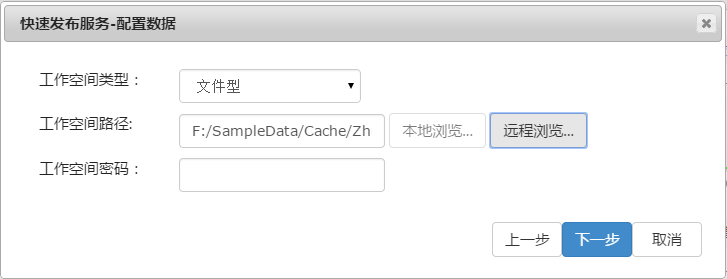 快速发布服务-配置数据
工作空间类型：
文件型
工作空间路径:
F:/SampleData/Cache/Zh
本地浏览...
远程浏览...
工作空间密码：
上一步
下一步
取消